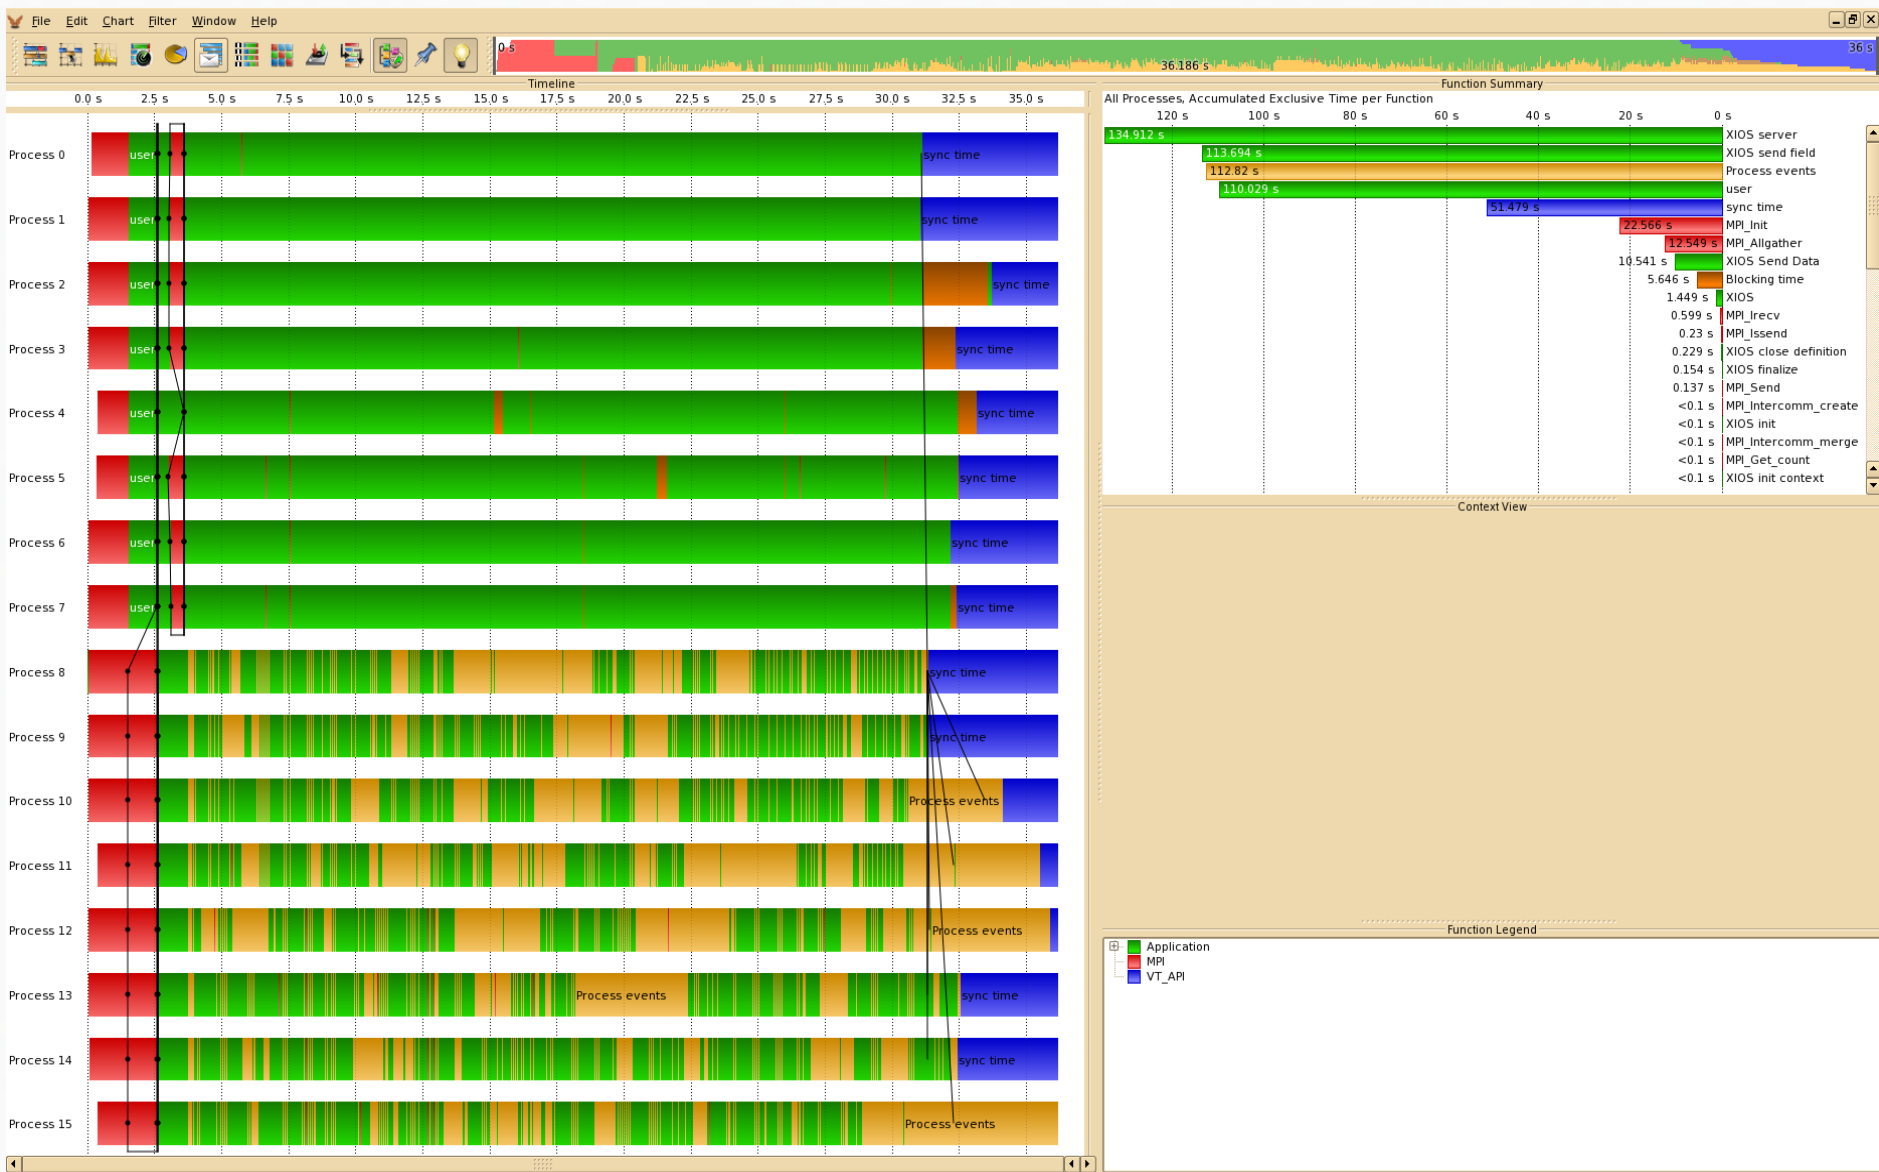 File Edit Chart Filter Window Help
0 s 36.186 s 36 s
Timeline
0.0 s 2.5 s 5.0 s 7.5 s 10.0 s 12.5 s 15.0 s 17.5 s 20.0 s 22.5 s 25.0 s 27.5 s 30.0 s 32.5 s 35.0 s
Process 0 user sync time
Process 1 user sync time
Process 2 user sync time
Process 3 user sync time
Process 4 user sync time
Process 5 user sync time
Process 6 user sync time
Process 7 user sync time
Process 8 sync time
Process 9 sync time
Process 10 Process events
Process 11
Process 12 Process events
Process 13 Process events sync time
Process 14 sync time
Process 15 Process events
Function Summary
All Processes, Accumulated Exclusive Time per Function
120 s 100 s 80 s 60 s 40 s 20 s 0 s
134.912 s XIOS server
113.694 s XIOS send field
112.82 s Process events
110.029 s user
51.479 s sync time
22.566 s MPI_Init
12.549 s MPI_Allgather
10.541 s XIOS Send Data
5.646 s Blocking time
1.449 s XIOS
0.599 s MPI_Irecv
0.23 s MPI_Issend
0.229 s XIOS close definition
0.154 s XIOS finalize
0.137 s MPI_Send
<0.1 s MPI_Intercomm_create
<0.1 s XIOS init
<0.1 s MPI_Intercomm_merge
<0.1 s MPI_Get_count
<0.1 s XIOS init context
Context View
Function Legend
Application
MPI
VT_API